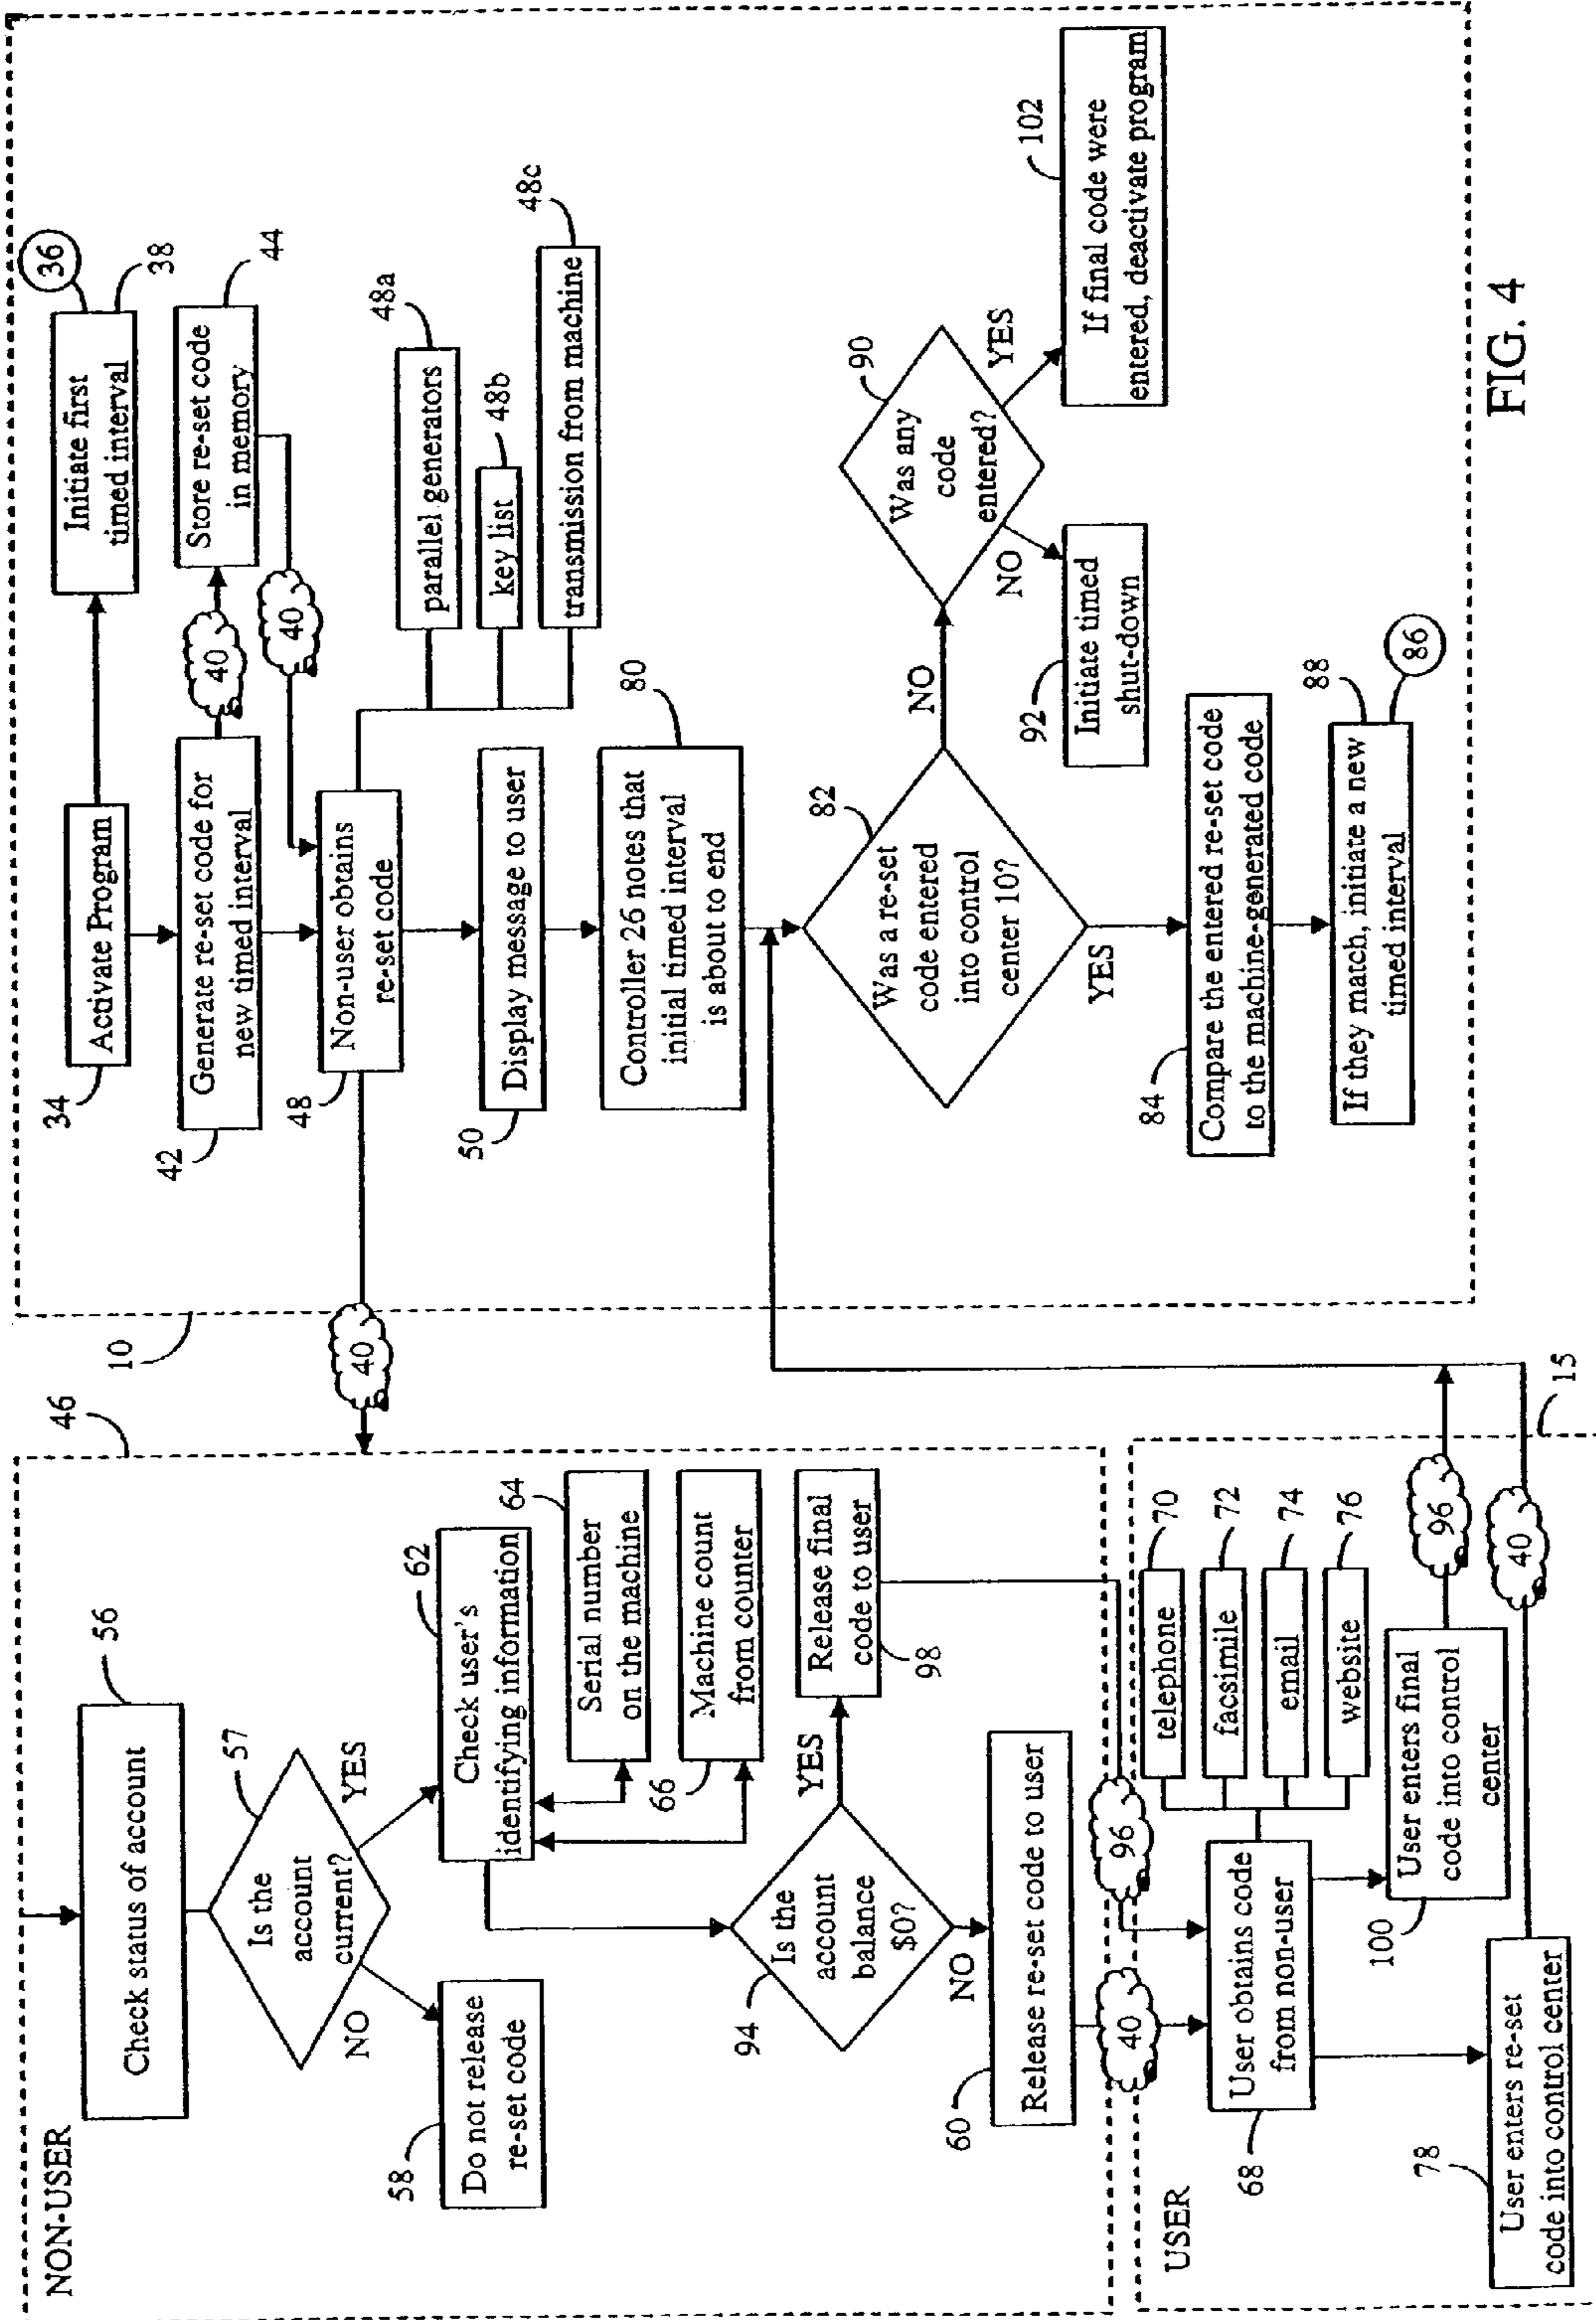 NON-USER
46
56
Check status of account
57
Is the
account
current?
YES
NO
58
Do not release
re-set code
62
Check user's
identifying information
64
Serial number
on the machine
66
Machine count
from counter
94
Is the
account
balance
$0?
YES
NO
Release final
code to user
98
60
Release re-set code to user
40
96
USER
15
68
User obtains code
from non-user
telephone
70
facsimile
72
email
74
website
76
100
User enters final
code into control
center
96
78
User enters re-set
code into control center
40
10
40
34
Activate Program
36
Initiate first
timed interval
38
42
Generate re-set code for
new timed interval
40
Store re-set code
in memory
44
40
48
Non-user obtains
re-set code
parallel generators
48a
key list
48b
transmission from machine
48c
50
Display message to user
80
Controller 26 notes that
initial timed interval
is about to end
82
Was a re-set
code entered
into control
center 10?
NO
YES
90
Was any
code
entered?
YES
NO
92
Initiate timed
shut-down
102
If final code were
entered, deactivate program
84
Compare the entered re-set code
to the machine-generated code
88
If they match, initiate a new
timed interval
86
FIG. 4